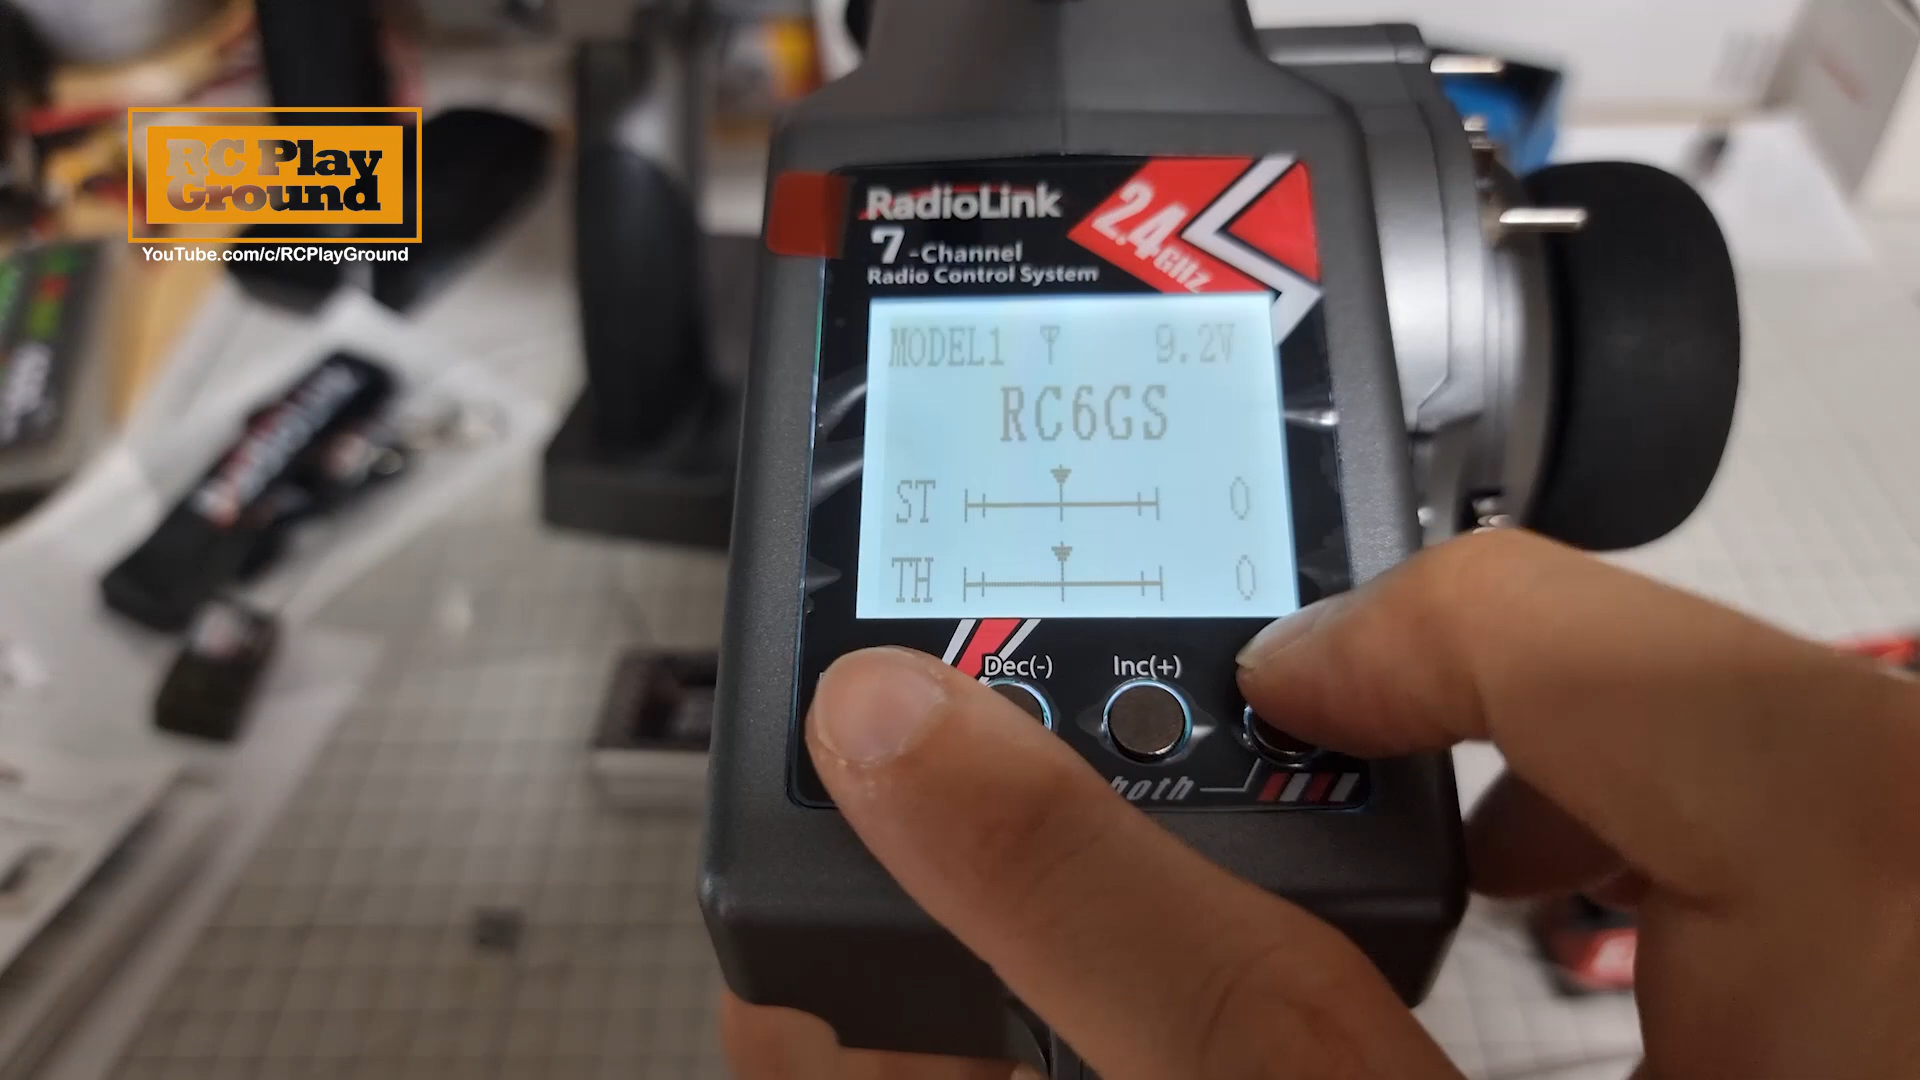 RC Play
Ground
YouTube.com/c/RCPlayGround
RadioLink
7-Channel
Radio Control System
2.4GHz
MODEL1 9.2V
RC6GS
ST 0
TH 0
Dec(-) Inc(+)
both